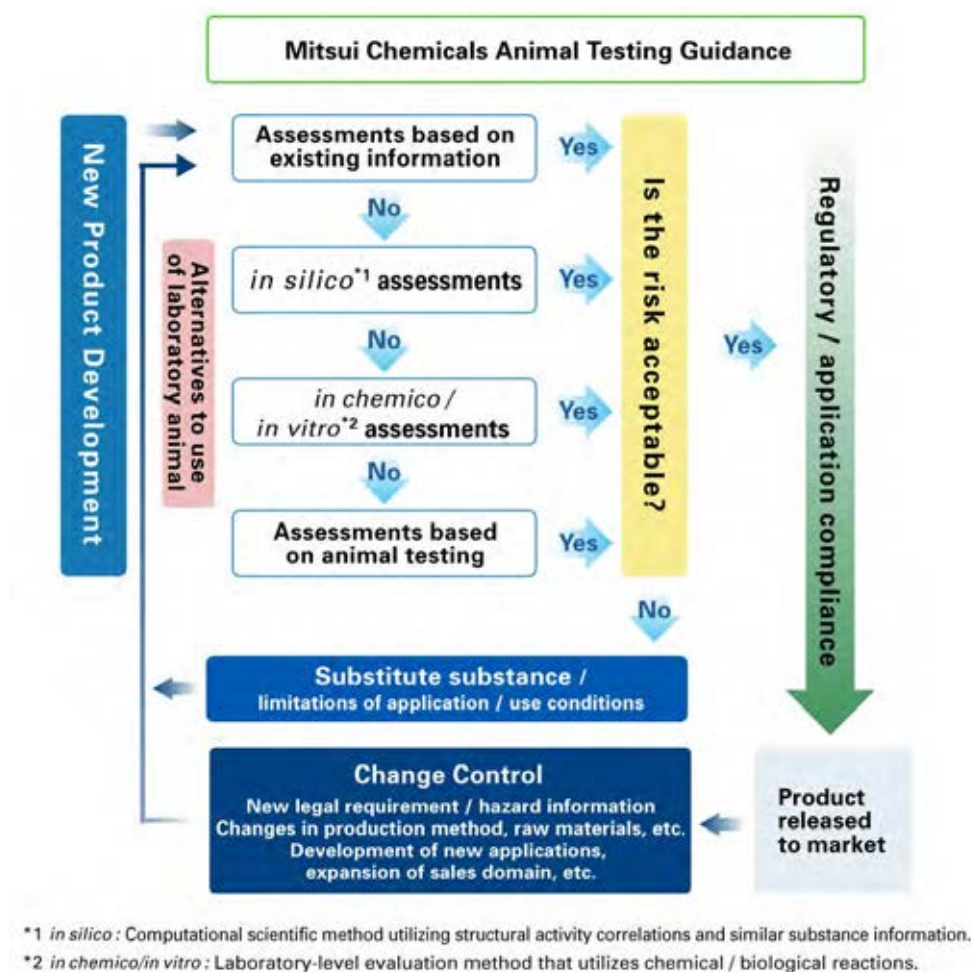 Mitsui Chemicals Animal Testing Guidance
New Product Development
Assessments based on
existing information
Yes
No
Alternatives to use
of laboratory animal
in silico*1 assessments
Yes
No
in chemico /
in vitro*2 assessments
Yes
No
Assessments based
on animal testing
Yes
Is the risk acceptable?
Yes
Regulatory / application compliance
No
Substitute substance /
limitations of application / use conditions
Change Control
New legal requirement / hazard information
Changes in production method, raw materials, etc.
Development of new applications,
expansion of sales domain, etc.
Product
released
to market
*1 in silico : Computational scientific method utilizing structural activity correlations and similar substance information.
*2 in chemico/in vitro : Laboratory-level evaluation method that utilizes chemical / biological reactions.